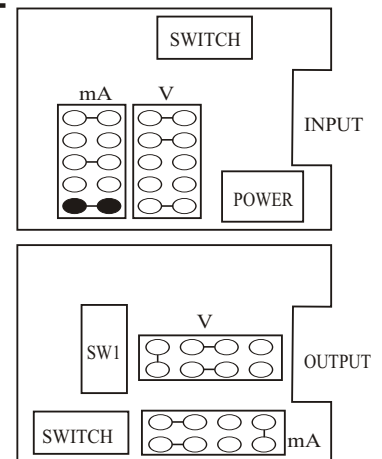 SWITCH
mA V
INPUT
POWER
V
SW1
OUTPUT
SWITCH
mA